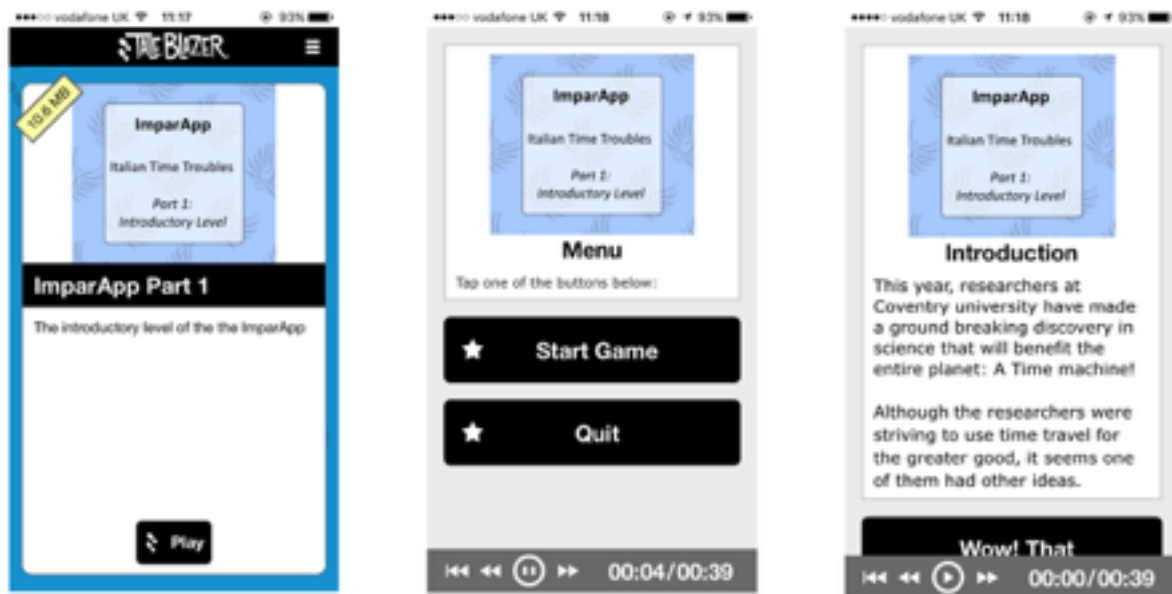 vodafone UK 11:17 93%
TALEBLAZER
10.6 MB
ImparApp
Italian Time Troubles
Part 1:
Introductory Level
ImparApp Part 1
The introductory level of the the ImparApp
Play
vodafone UK 11:18 93%
ImparApp
Italian Time Troubles
Part 1:
Introductory Level
Menu
Tap one of the buttons below:
Start Game
Quit
00:04/00:39
vodafone UK 11:18 93%
ImparApp
Italian Time Troubles
Part 1:
Introductory Level
Introduction
This year, researchers at
Coventry university have made
a ground breaking discovery in
science that will benefit the
entire planet: A Time machine!
Although the researchers were
striving to use time travel for
the greater good, it seems one
of them had other ideas.
Wow! That
00:00/00:39